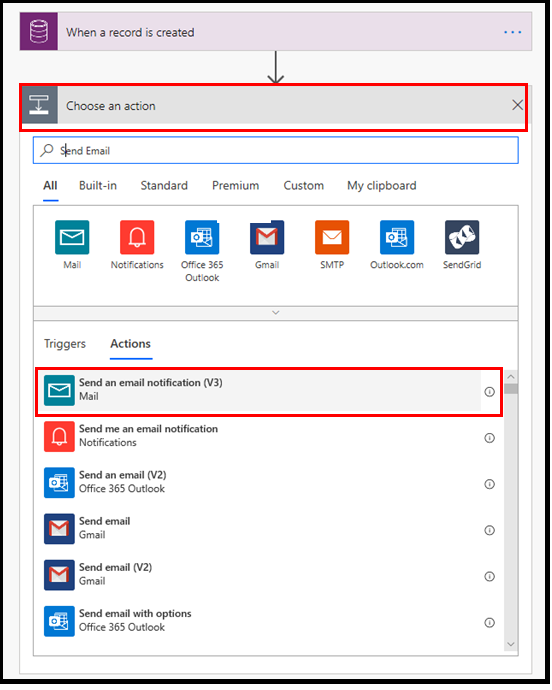 When a record is created
Choose an action
Send Email
All Built-in Standard Premium Custom My clipboard
Mail Notifications Office 365 Outlook Gmail SMTP Outlook.com SendGrid
Triggers Actions
Send an email notification (V3)
Mail
Send me an email notification
Notifications
Send an email (V2)
Office 365 Outlook
Send email
Gmail
Send email (V2)
Gmail
Send email with options
Office 365 Outlook